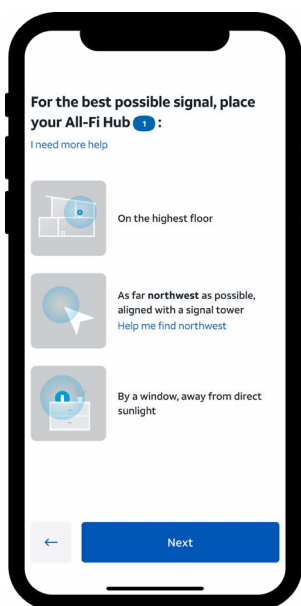 For the best possible signal, place
your All-Fi Hub 1 :
I need more help
On the highest floor
As far northwest as possible,
aligned with a signal tower
Help me find northwest
By a window, away from direct
sunlight
Next